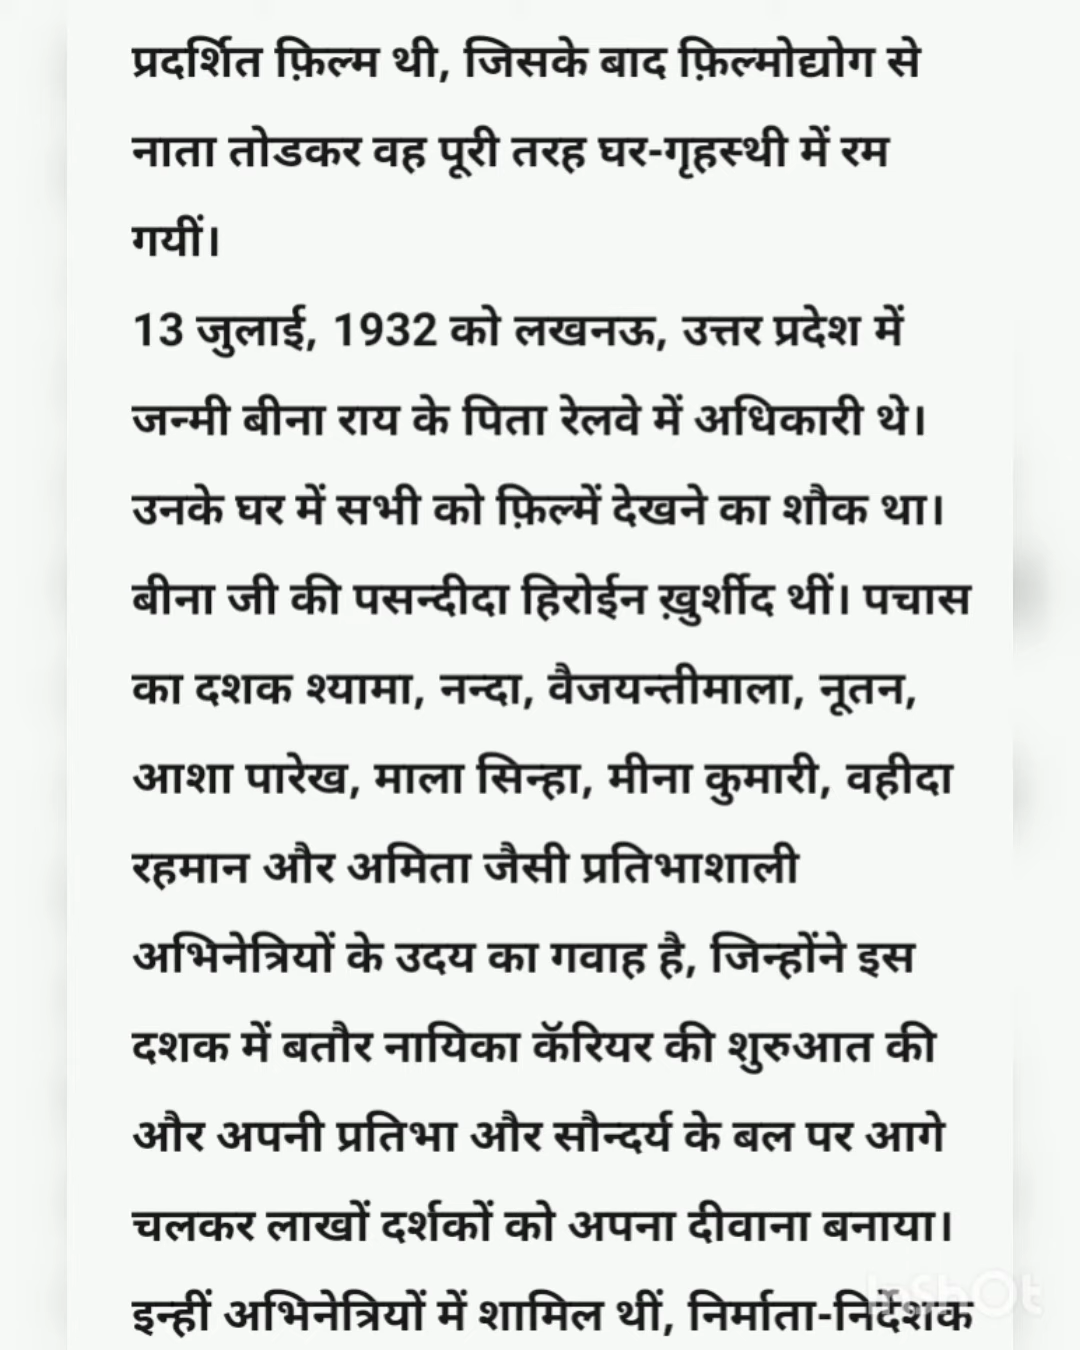 प्रदर्शित फ़िल्म थी, जिसके बाद फ़िल्मोद्योग से
नाता तोडकर वह पूरी तरह घर-गृहस्थी में रम
गयीं।
13 जुलाई, 1932 को लखनऊ, उत्तर प्रदेश में
जन्मी बीना राय के पिता रेलवे में अधिकारी थे।
उनके घर में सभी को फ़िल्में देखने का शौक था।
बीना जी की पसन्दीदा हिरोईन ख़ुर्शीद थीं। पचास
का दशक श्यामा, नन्दा, वैजयन्तीमाला, नूतन,
आशा पारेख, माला सिन्हा, मीना कुमारी, वहीदा
रहमान और अमिता जैसी प्रतिभाशाली
अभिनेत्रियों के उदय का गवाह है, जिन्होंने इस
दशक में बतौर नायिका कॅरियर की शुरुआत की
और अपनी प्रतिभा और सौन्दर्य के बल पर आगे
चलकर लाखों दर्शकों को अपना दीवाना बनाया।
इन्हीं अभिनेत्रियों में शामिल थीं, निर्माता-निर्देशक
InShOt